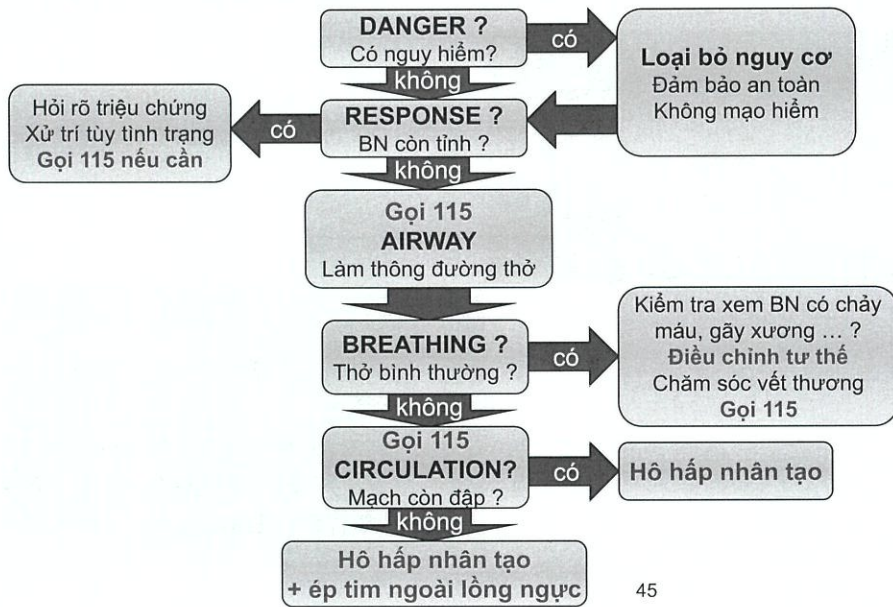 DANGER ?
Có nguy hiểm?
có
Loại bỏ nguy cơ
Đảm bảo an toàn
Không mạo hiểm
không
Hỏi rõ triệu chứng
Xử trí tùy tình trạng
Gọi 115 nếu cần
có
RESPONSE ?
BN còn tỉnh ?
không
Gọi 115
AIRWAY
Làm thông đường thở
BREATHING ?
Thở bình thường ?
có
Kiểm tra xem BN có chảy
máu, gãy xương ... ?
Điều chỉnh tư thế
Chăm sóc vết thương
Gọi 115
không
Gọi 115
CIRCULATION?
Mạch còn đập ?
có
Hô hấp nhân tạo
không
Hô hấp nhân tạo
+ ép tim ngoài lồng ngực
45